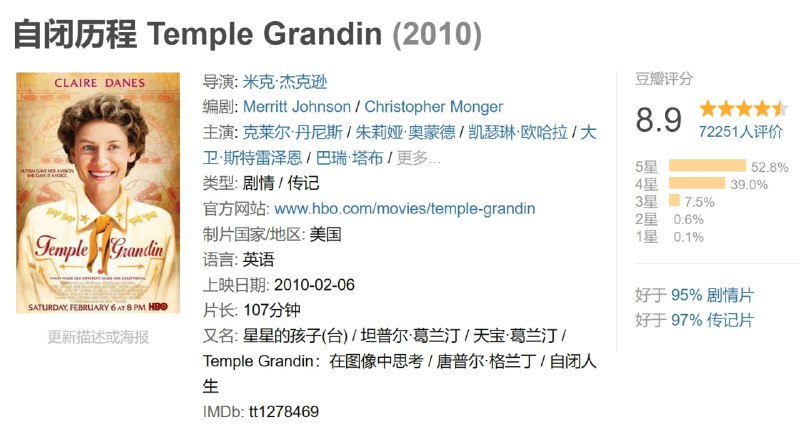 自闭历程 Temple Grandin (2010)
CLAIRE DANES
AUTISM GAVE HER A VISION.
SHE GAVE IT A VOICE.
Temple Grandin
WHAT MADE HER DIFFERENT MADE HER EXCEPTIONAL.
SATURDAY, FEBRUARY 6 AT 8 PM HBO
更新描述或海报
导演: 米克·杰克逊
编剧: Merritt Johnson / Christopher Monger
主演: 克莱尔·丹尼斯 / 朱莉娅·奥蒙德 / 凯瑟琳·欧哈拉 / 大
卫·斯特雷泽恩 / 巴瑞·塔布 / 更多...
类型: 剧情 / 传记
官方网站: www.hbo.com/movies/temple-grandin
制片国家/地区: 美国
语言: 英语
上映日期: 2010-02-06
片长: 107分钟
又名: 星星的孩子(台) / 坦普尔·葛兰汀 / 天宝·葛兰汀 /
Temple Grandin：在图像中思考 / 唐普尔·格兰丁 / 自闭人
生
IMDb: tt1278469
豆瓣评分
8.9
72251人评价
5星 52.8%
4星 39.0%
3星 7.5%
2星 0.6%
1星 0.1%
好于 95% 剧情片
好于 97% 传记片